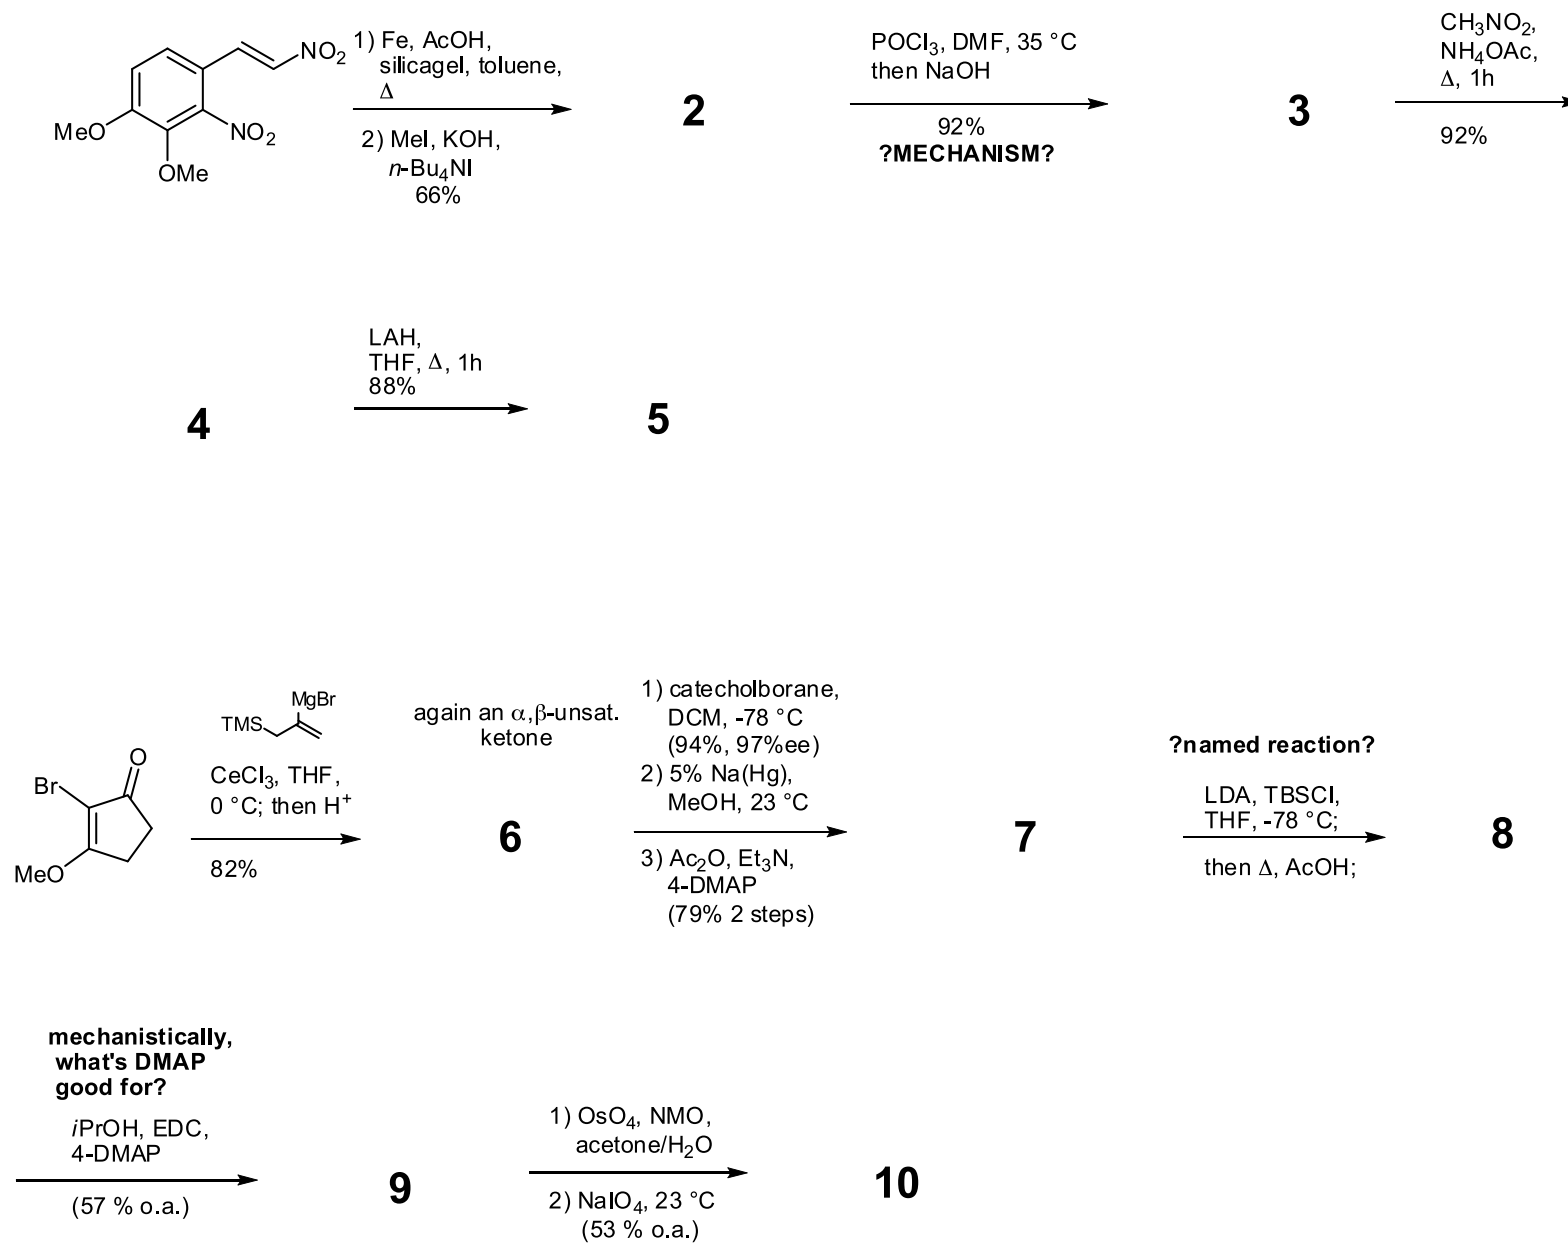 NO₂
MeO
NO₂
OMe
1) Fe, AcOH,
silicagel, toluene,
Δ
2) MeI, KOH,
n-Bu₄NI
66%
2
POCl₃, DMF, 35 °C
then NaOH
92%
?MECHANISM?
3
CH₃NO₂,
NH₄OAc,
Δ, 1h
92%
4
LAH,
THF, Δ, 1h
88%
5
O
Br
MeO
MgBr
TMS
CeCl₃, THF,
0 °C; then H⁺
82%
again an α,β-unsat.
ketone
6
1) catecholborane,
DCM, -78 °C
(94%, 97%ee)
2) 5% Na(Hg),
MeOH, 23 °C
3) Ac₂O, Et₃N,
4-DMAP
(79% 2 steps)
7
?named reaction?
LDA, TBSCl,
THF, -78 °C;
then Δ, AcOH;
8
mechanistically,
what's DMAP
good for?
iPrOH, EDC,
4-DMAP
(57 % o.a.)
9
1) OsO₄, NMO,
acetone/H₂O
2) NaIO₄, 23 °C
(53 % o.a.)
10